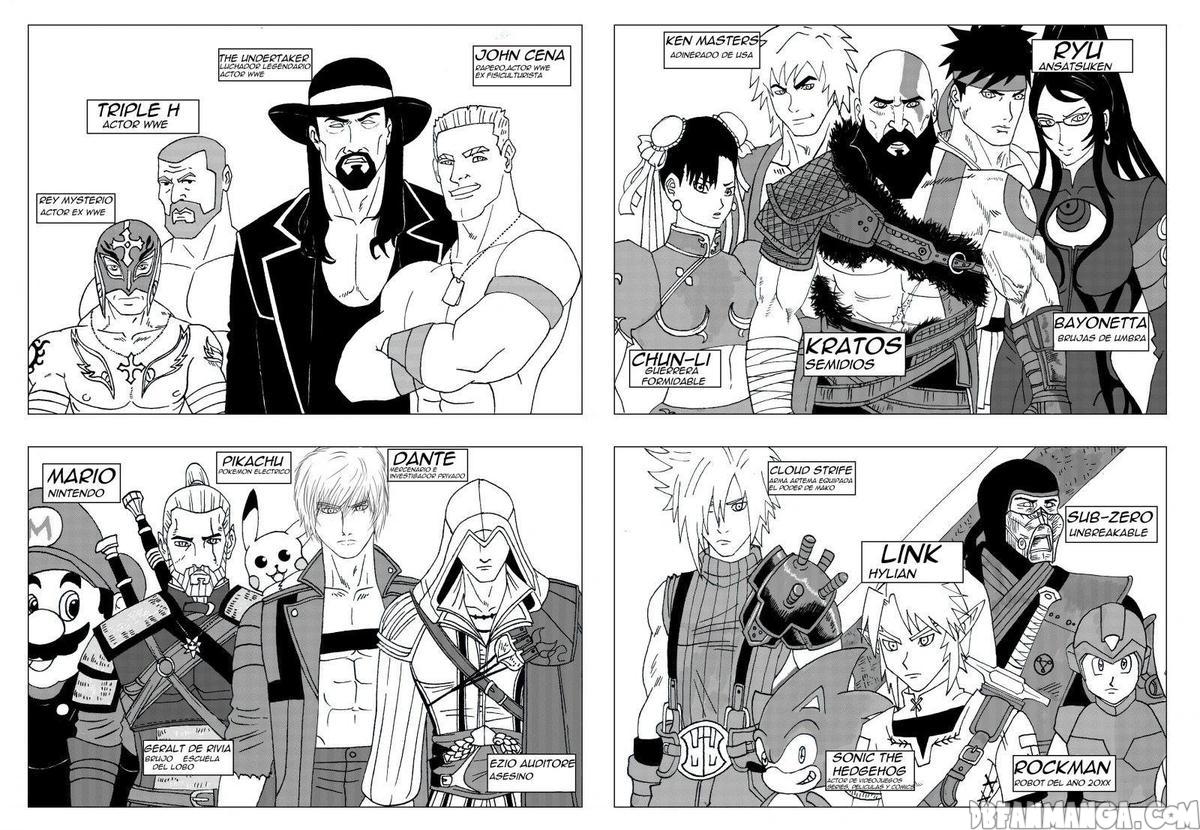 THE UNDERTAKER
LUCHADOR LEGENDARIO
ACTOR WWE
JOHN CENA
RAPERO,ACTOR WWE
EX FISICULTURISTA
TRIPLE H
ACTOR WWE
REY MYSTERIO
ACTOR EX WWE
KEN MASTERS
ADINERADO DE USA
RYU
ANSATSUKEN
CHUN-LI
GUERRERA
FORMIDABLE
KRATOS
SEMIDIOS
BAYONETTA
BRUJAS DE UMBRA
MARIO
NINTENDO
PIKACHU
POKEMON ELECTRICO
DANTE
MERCENARIO E
INVESTIGADOR PRIVADO
M
GERALT DE RIVIA
BRUJO ESCUELA
DEL LOBO
EZIO AUDITORE
ASESINO
CLOUD STRIFE
ARMA ARTEMA EQUIPADA
EL PODER DE MAKO
LINK
HYLIAN
SUB-ZERO
UNBREAKABLE
SONIC THE
HEDGEHOG
ACTOR DE VIDEOJUEGOS
SERIES, PELICULAS Y COMICS
ROCKMAN
ROBOT DEL AÑO 20XX
DBFANMANGA.COM